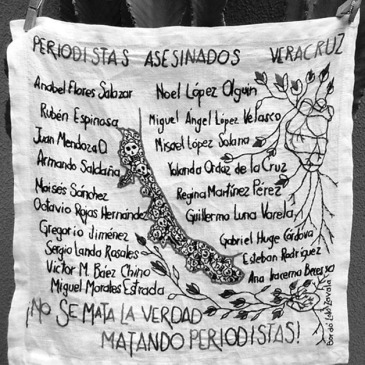 PERIODISTAS ASESINADOS VERACRUZ
Anabel Flores Salazar
Rubén Espinosa
Juan Mendoza D
Armando Saldaña
Moisés Sánchez
Octavio Rojas Hernández
Gregorio Jiménez
Sergio Landa Rosales
Víctor M. Báez Chino
Miguel Morales Estrada
Noel López Olguín
Miguel Ángel López Velasco
Misael López Solana
Yolanda Ordaz de la Cruz
Regina Martínez Pérez
Guillermo Luna Varela
Gabriel Huge Córdova
Esteban Rodríguez
Ana Iracema Becerra
¡NO SE MATA LA VERDAD
MATANDO PERIODISTAS!